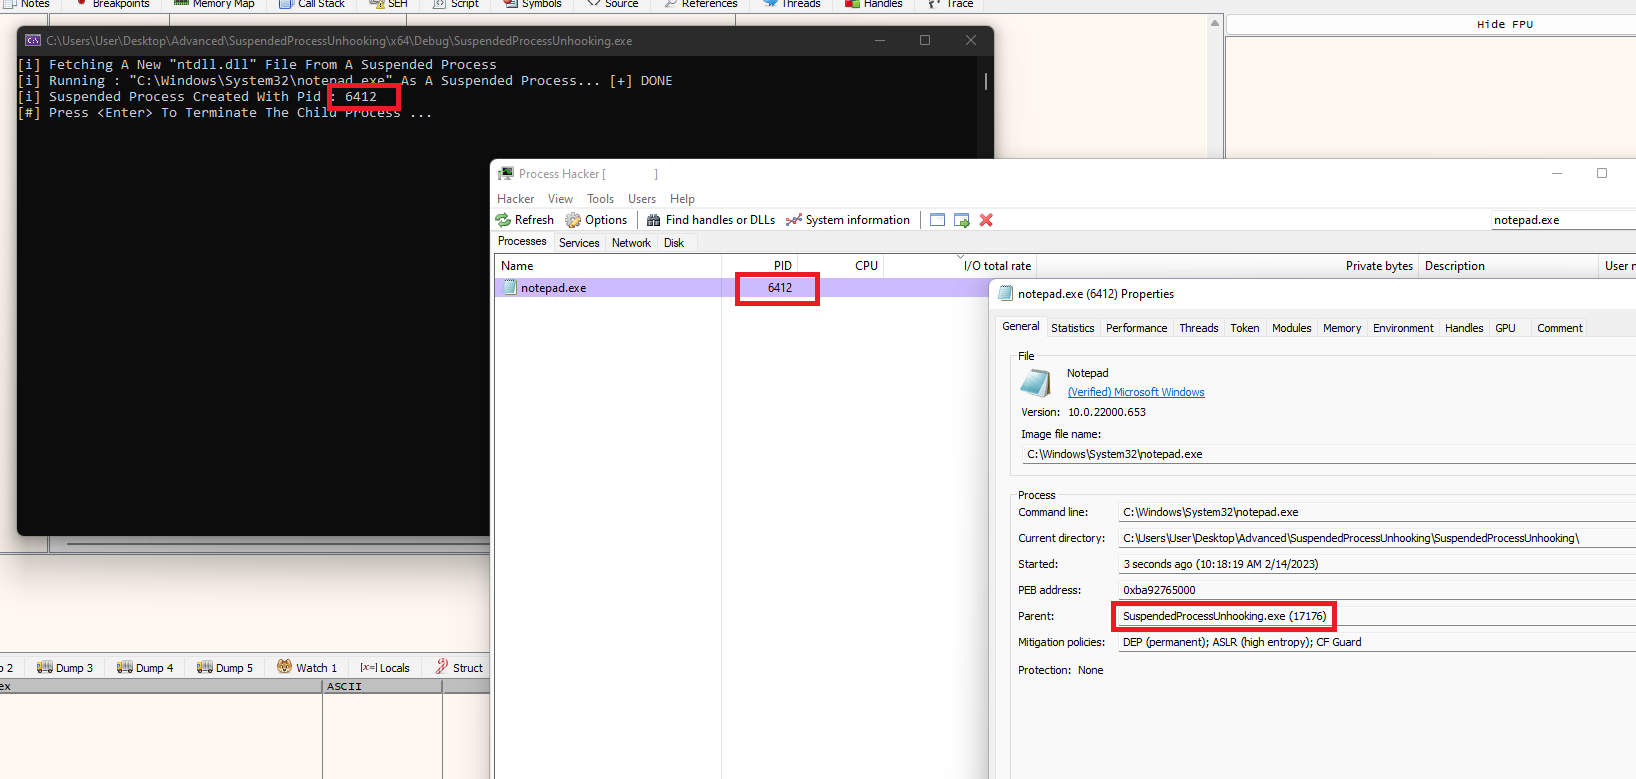 Notes Breakpoints Memory Map Call Stack SEH Script Symbols Source References Threads Handles Trace
Hide FPU
C:\Users\User\Desktop\Advanced\SuspendedProcessUnhooking\x64\Debug\SuspendedProcessUnhooking.exe
[i] Fetching A New "ntdll.dll" File From A Suspended Process
[i] Running : "C:\Windows\System32\notepad.exe" As A Suspended Process... [+] DONE
[i] Suspended Process Created With Pid : 6412
[#] Press <Enter> To Terminate The Child Process ...
Process Hacker [ ]
Hacker View Tools Users Help
Refresh Options Find handles or DLLs System information notepad.exe
Processes Services Network Disk
Name PID CPU I/O total rate Private bytes Description User n
notepad.exe 6412
notepad.exe (6412) Properties
General Statistics Performance Threads Token Modules Memory Environment Handles GPU Comment
File
Notepad
(Verified) Microsoft Windows
Version: 10.0.22000.653
Image file name:
C:\Windows\System32\notepad.exe
Process
Command line: C:\Windows\System32\notepad.exe
Current directory: C:\Users\User\Desktop\Advanced\SuspendedProcessUnhooking\SuspendedProcessUnhooking\
Started: 3 seconds ago (10:18:19 AM 2/14/2023)
PEB address: 0xba92765000
Parent: SuspendedProcessUnhooking.exe (17176)
Mitigation policies: DEP (permanent); ASLR (high entropy); CF Guard
Protection: None
p 2 Dump 3 Dump 4 Dump 5 Watch 1 [x=] Locals Struct
ex ASCII